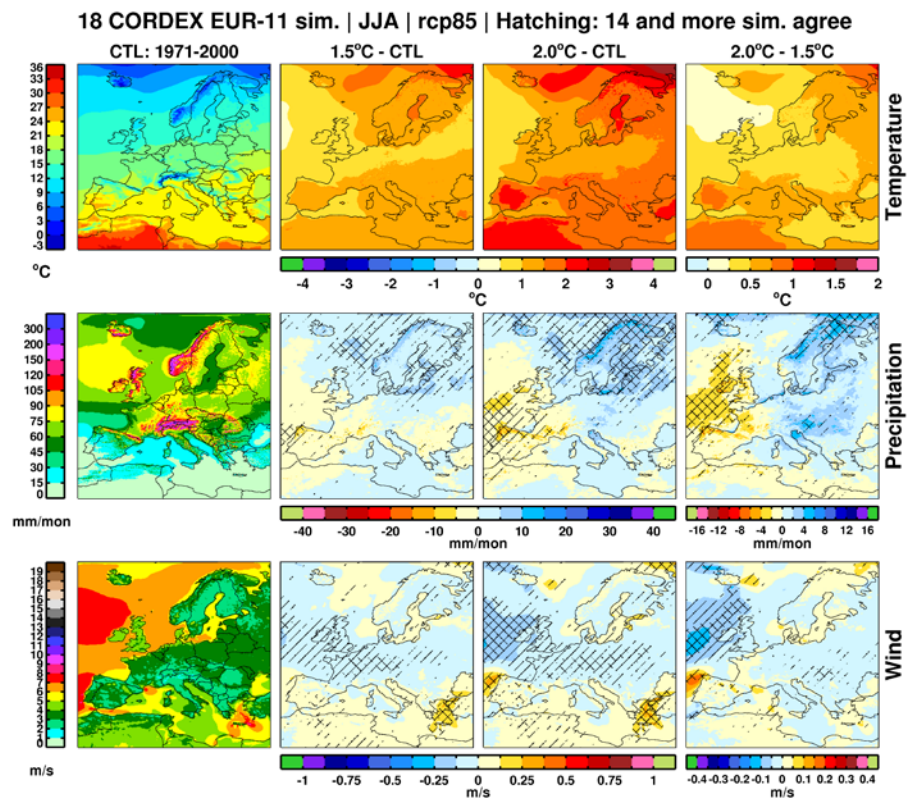 18 CORDEX EUR-11 sim. | JJA | rcp85 | Hatching: 14 and more sim. agree
CTL: 1971-2000
1.5°C - CTL
2.0°C - CTL
2.0°C - 1.5°C
36
33
30
27
24
21
18
15
12
9
6
3
0
-3
°C
Temperature
-4 -3 -2 -1 0 1 2 3 4
°C
0 0.5 1 1.5 2
°C
300
200
150
120
105
90
75
60
45
30
15
0
mm/mon
Precipitation
-40 -30 -20 -10 0 10 20 30 40
mm/mon
-16 -12 -8 -4 0 4 8 12 16
mm/mon
19
18
17
16
15
14
13
12
11
10
9
8
7
6
5
4
3
2
1
0
m/s
Wind
-1 -0.75 -0.5 -0.25 0 0.25 0.5 0.75 1
m/s
-0.4 -0.3 -0.2 -0.1 0 0.1 0.2 0.3 0.4
m/s